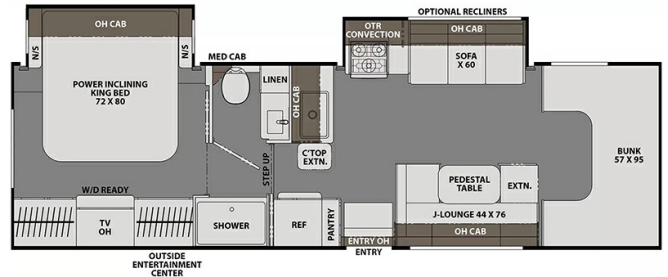 OPTIONAL RECLINERS
OH CAB
N/S
N/S
POWER INCLINING
KING BED
72 X 80
MED CAB
LINEN
OH CAB
OTR
CONVECTION
OH CAB
SOFA
X 60
C'TOP
EXTN.
STEP UP
BUNK
57 X 95
PEDESTAL
TABLE
EXTN.
J-LOUNGE 44 X 76
OH CAB
W/D READY
TV
OH
SHOWER
REF
PANTRY
ENTRY OH
ENTRY
OUTSIDE
ENTERTAINMENT
CENTER